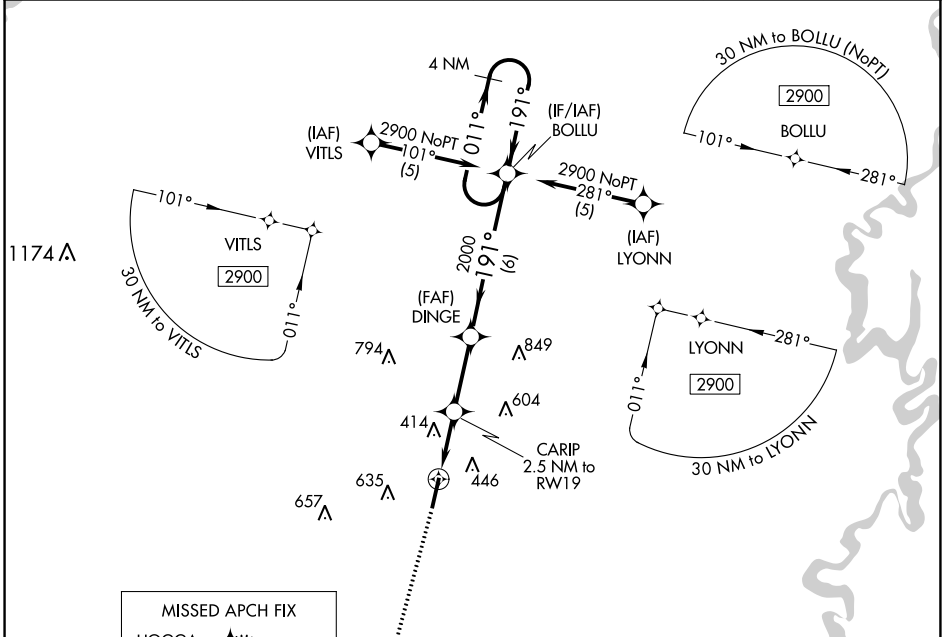 30 NM to BOLLU (NoPT)
2900
BOLLU
101°
281°
4 NM
011°
191°
(IF/IAF)
BOLLU
(IAF)
VITLS
2900 NoPT
101°
(5)
2900 NoPT
281°
(5)
(IAF)
LYONN
101°
VITLS
2900
011°
30 NM to VITLS
1174
2000
191°
(6)
(FAF)
DINGE
794
849
604
414
CARIP
2.5 NM to
RW19
446
635
657
LYONN
281°
2900
011°
30 NM to LYONN
MISSED APCH FIX